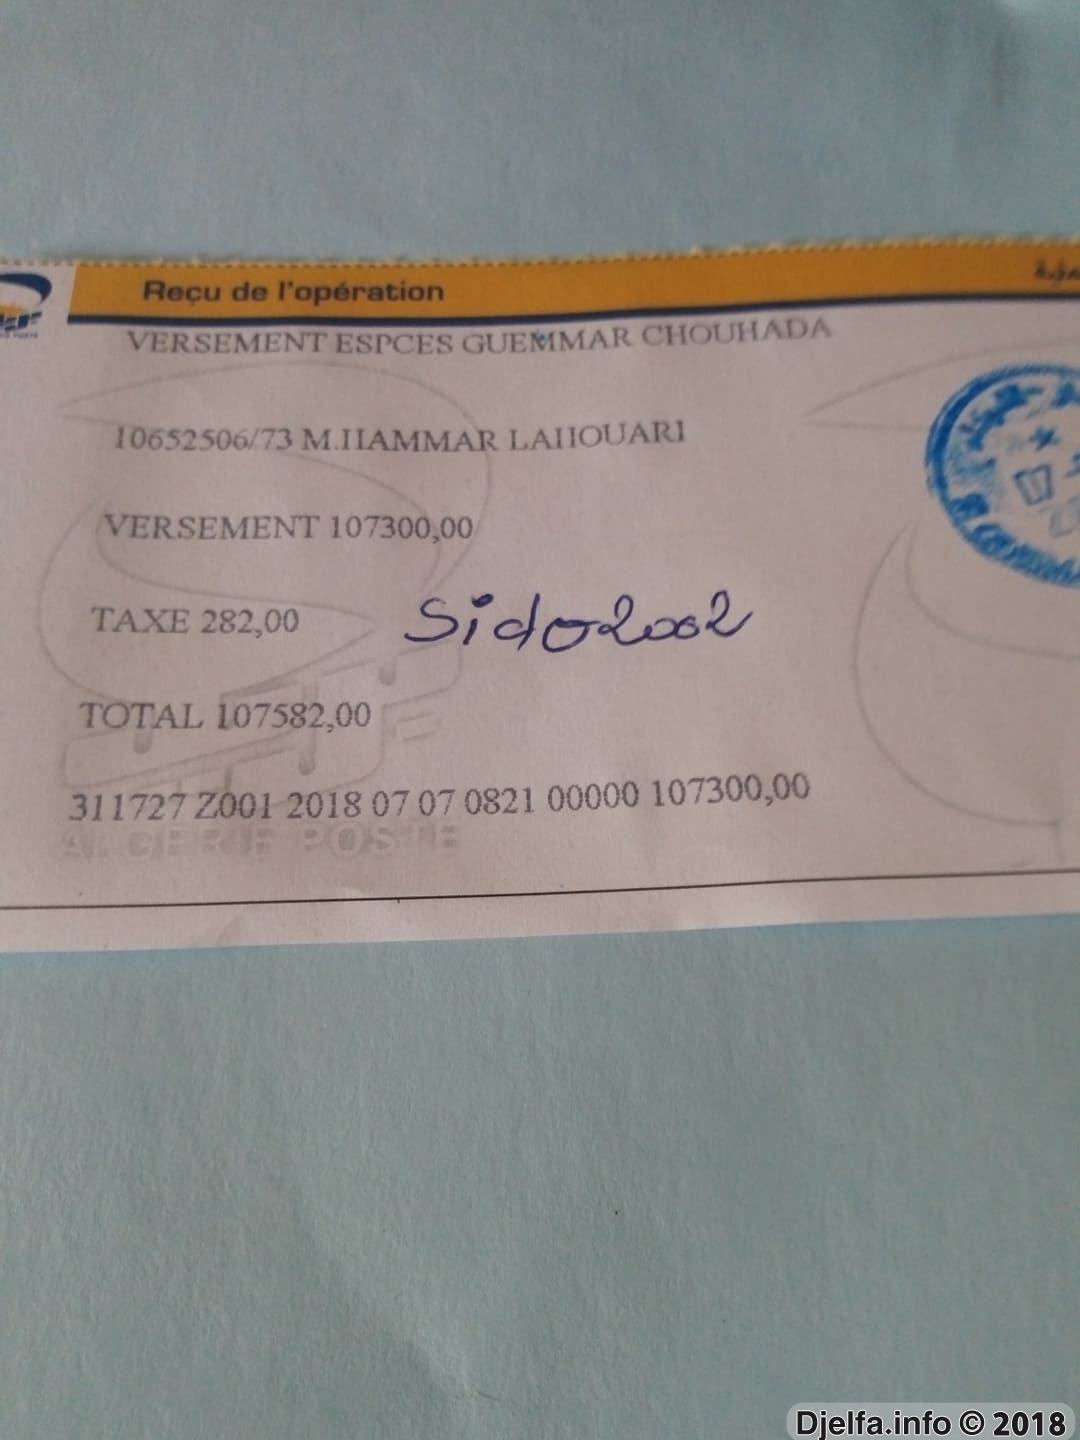 Reçu de l'opération
VERSEMENT ESPCES GUEMMAR CHOUHADA
10652506/73 M.HAMMAR LAHOUARI
VERSEMENT 107300,00
TAXE 282,00
Sido2002
TOTAL 107582,00
311727 Z001 2018 07 07 0821 00000 107300,00
ALGERIE POSTE
Djelfa.info © 2018